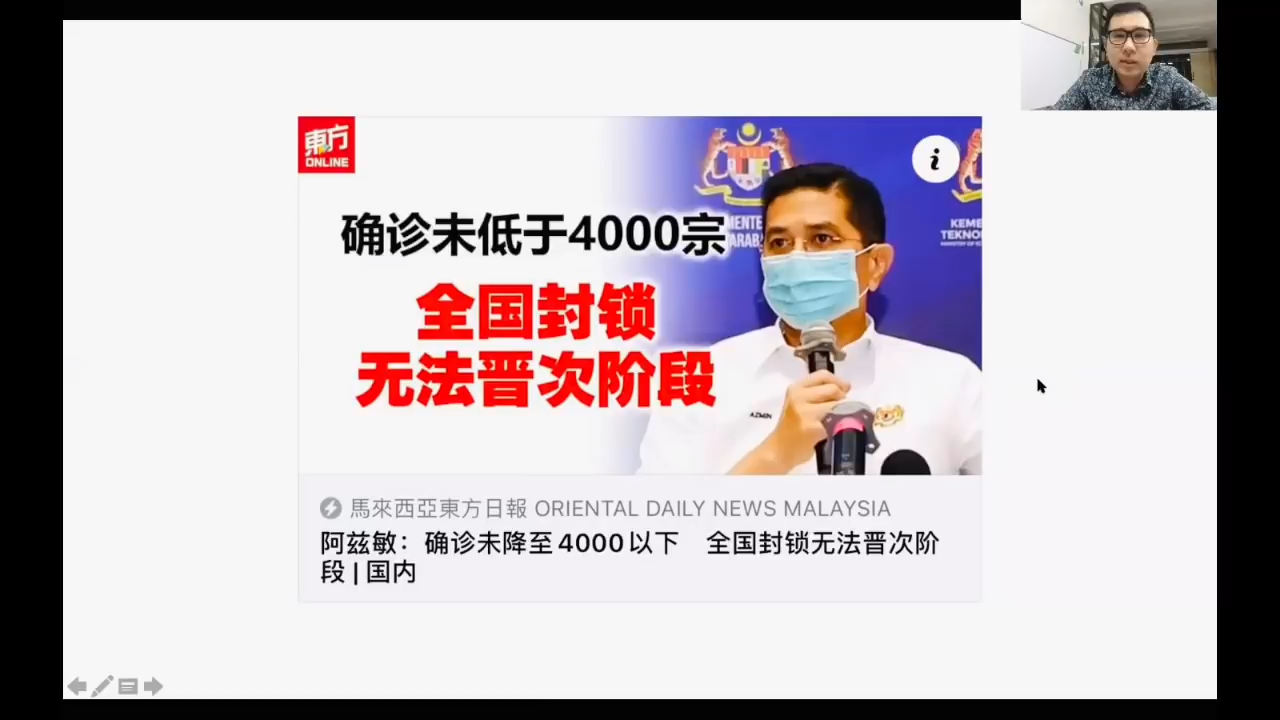 東方
ONLINE
确诊未低于4000宗
全国封锁
无法晋次阶段
KEME
TEKNO
AZMIN
馬來西亞東方日報 ORIENTAL DAILY NEWS MALAYSIA
阿兹敏：确诊未降至4000以下 全国封锁无法晋次阶
段 | 国内